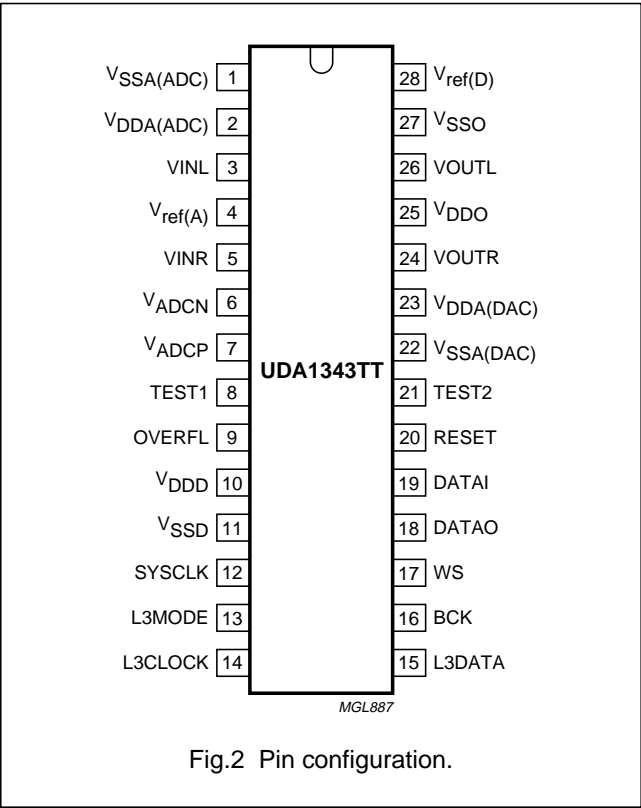 VSSA(ADC) 1
VDDA(ADC) 2
VINL 3
Vref(A) 4
VINR 5
VADCN 6
VADCP 7
TEST1 8
OVERFL 9
VDDD 10
VSSD 11
SYSCLK 12
L3MODE 13
L3CLOCK 14
UDA1343TT
28 Vref(D)
27 VSSO
26 VOUTL
25 VDDO
24 VOUTR
23 VDDA(DAC)
22 VSSA(DAC)
21 TEST2
20 RESET
19 DATAI
18 DATAO
17 WS
16 BCK
15 L3DATA
MGL887
Fig.2 Pin configuration.